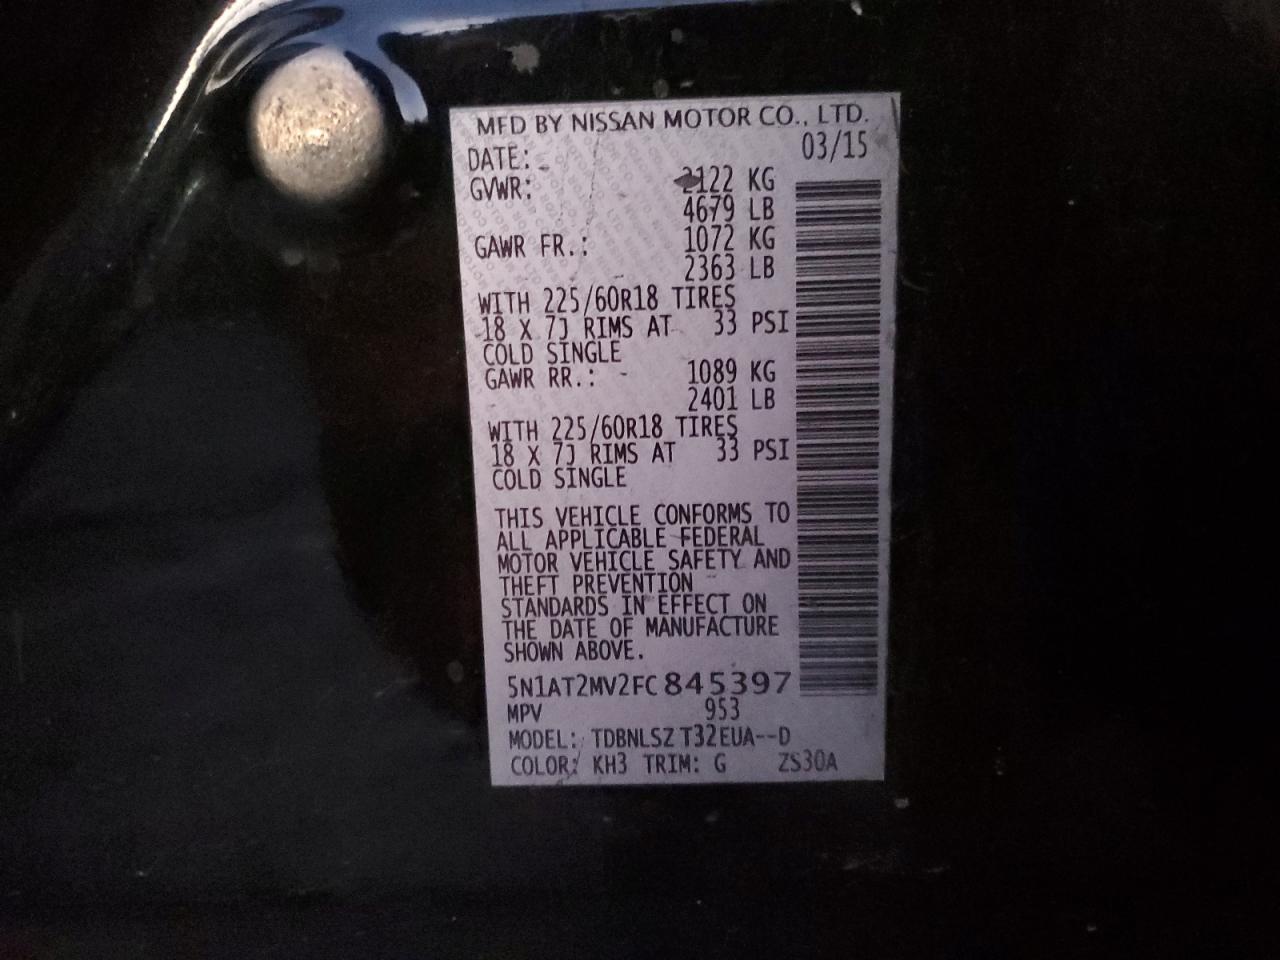 MFD BY NISSAN MOTOR CO., LTD.
DATE: 03/15
GVWR: 2122 KG
4679 LB
GAWR FR.: 1072 KG
2363 LB
WITH 225/60R18 TIRES
18 X 7J RIMS AT 33 PSI
COLD SINGLE
GAWR RR.: 1089 KG
2401 LB
WITH 225/60R18 TIRES
18 X 7J RIMS AT 33 PSI
COLD SINGLE
THIS VEHICLE CONFORMS TO
ALL APPLICABLE FEDERAL
MOTOR VEHICLE SAFETY AND
THEFT PREVENTION
STANDARDS IN EFFECT ON
THE DATE OF MANUFACTURE
SHOWN ABOVE.
5N1AT2MV2FC845397
MPV 953
MODEL: TDBNLSZ T32EUA--D
COLOR: KH3 TRIM: G ZS30A